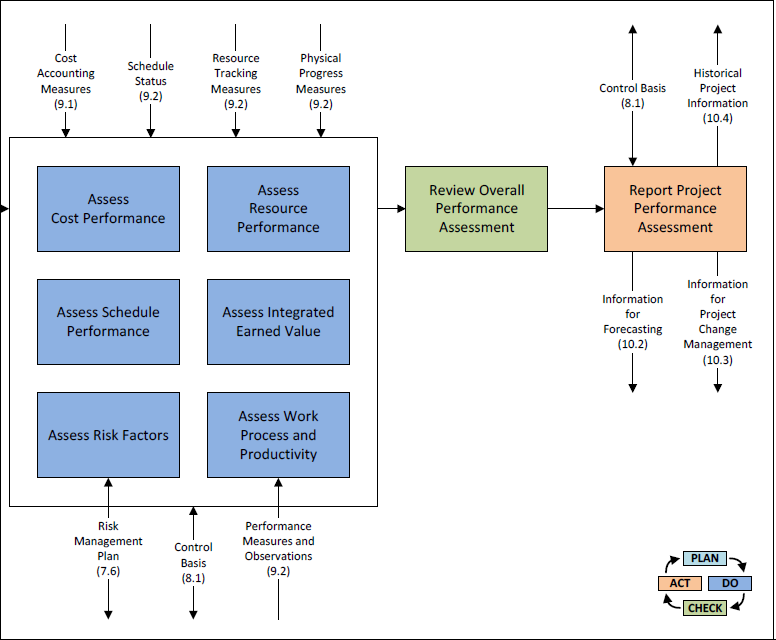 Cost
Accounting
Measures
(9.1)
Schedule
Status
(9.2)
Resource
Tracking
Measures
(9.2)
Physical
Progress
Measures
(9.2)
Control Basis
(8.1)
Historical
Project
Information
(10.4)
Assess
Cost Performance
Assess
Resource
Performance
Review Overall
Performance
Assessment
Report Project
Performance
Assessment
Assess Schedule
Performance
Assess Integrated
Earned Value
Information
for
Forecasting
(10.2)
Information
for
Project
Change
Management
(10.3)
Assess Risk Factors
Assess Work
Process and
Productivity
Risk
Management
Plan
(7.6)
Control
Basis
(8.1)
Performance
Measures and
Observations
(9.2)
PLAN
ACT
DO
CHECK